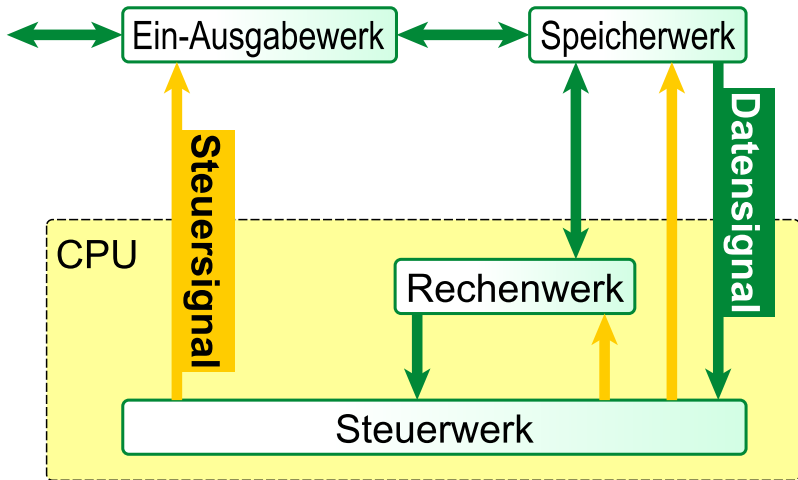 Ein-Ausgabewerk
Speicherwerk
Steuersignal
Datensignal
CPU
Rechenwerk
Steuerwerk